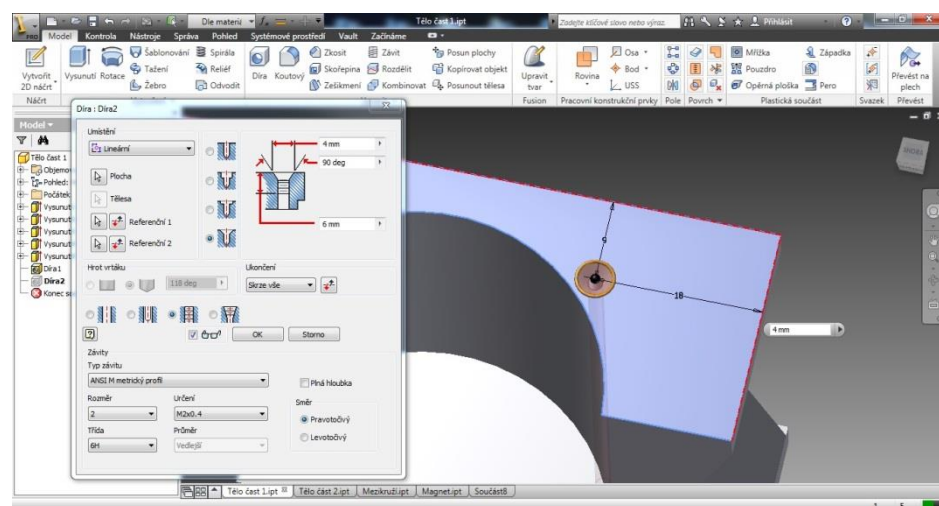 Dle materiá
Tělo část 1.ipt
Zadejte klíčové slovo nebo výraz.
Přihlásit
PRO
Model Kontrola Nástroje Správa Pohled Systémové prostředí Vault Začínáme
Vytvořit 2D náčrt
Vysunutí
Rotace
Šablonování
Tažení
Žebro
Spirála
Reliéf
Odvodit
Díra
Koutový
Zkosit
Skořepina
Zešikmení
Závit
Rozdělit
Kombinovat
Posun plochy
Kopírovat objekt
Posunout tělesa
Upravit tvar
Rovina
Osa
Bod
USS
Mřížka
Pouzdro
Opěrná ploška
Západka
Pero
Převést na plech
Náčrt
Fusion
Pracovní konstrukční prvky
Pole
Povrch
Plastická součást
Svazek
Převést
Model
Tělo část 1
Pohled:
Počátek
Vysunut
Vysunut
Vysunut
Vysunut
Vysunut
Díra1
Díra2
Díra : Díra2
Umístění
Lineární
Plocha
Tělesa
Referenční 1
Referenční 2
4 mm
90 deg
6 mm
Hrot vrtáku
118 deg
Ukončení
Skrze vše
OK
Storno
Závity
Typ závitu
ANSI M metrický profil
Plná hloubka
Rozměr
2
Určení
M2x0.4
Směr
Pravotočivý
Levotočivý
Třída
6H
Průměr
Vedlejší
18
4 mm
Tělo čast 1.ipt
Tělo část 2.ipt
Mezikruží.ipt
Magnet.ipt
Součást8
1 5